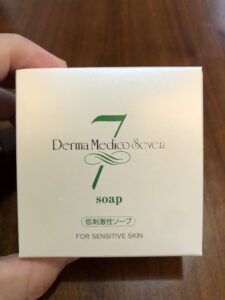 7
Derma Medico Seven
soap
低刺激性ソープ
FOR SENSITIVE SKIN